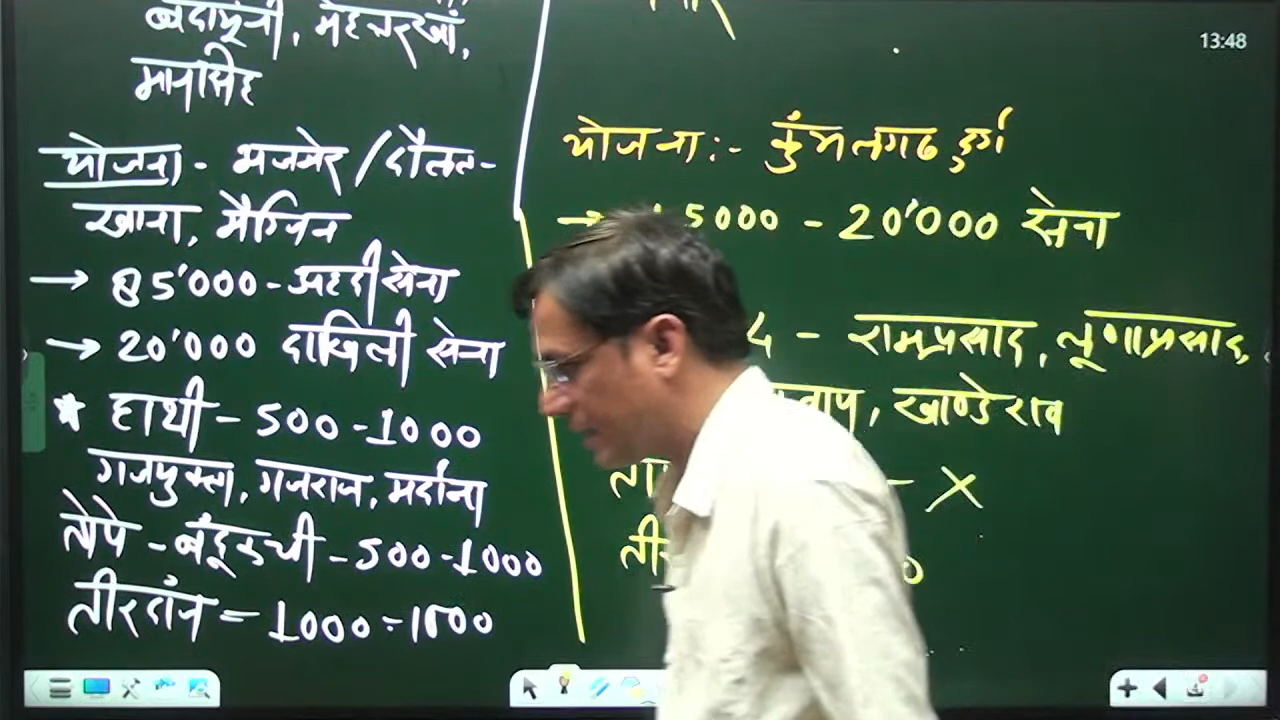 बदायूंनी, मेहतरखाँ,
मानसिंह
योजना - अजमेर/दौलत-
खाना, मैग्जिन
→ 85'000 - अहदी सेना
→ 20'000 दाखिली सेना
* हाथी - 500 - 1000
गजमुक्ता, गजराज, मर्दाना
तोपे - बंदूकची - 500 - 1000
तीरदाँज = 1000 - 1500
13:48
योजना :- कुंभलगढ दुर्ग
→ 5000 - 20'000 सेना
- रामप्रसाद, लूणाप्रसाद,
खाण्डेराव
- X